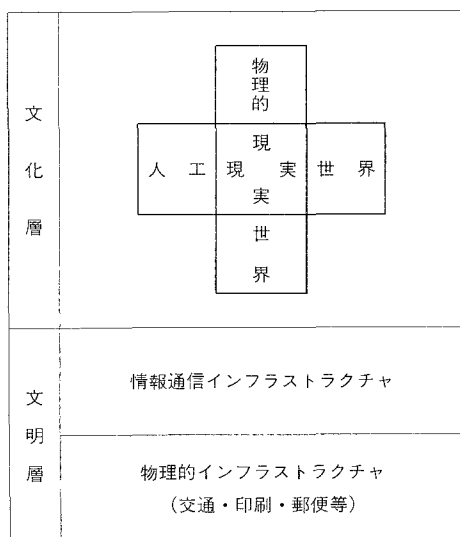 文化層
物理的現実世界
人工現実世界
文明層
情報通信インフラストラクチャ
物理的インフラストラクチャ
(交通・印刷・郵便等)